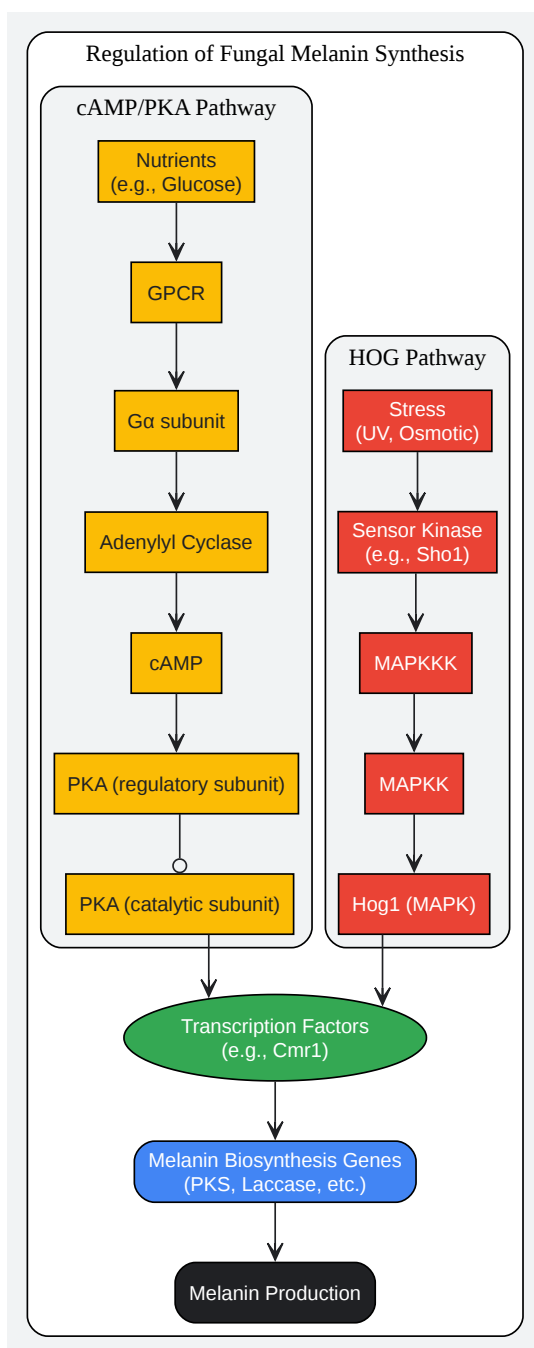 Regulation of Fungal Melanin Synthesis
cAMP/PKA Pathway
Nutrients
(e.g., Glucose)
GPCR
Gα subunit
Adenylyl Cyclase
cAMP
PKA (regulatory subunit)
PKA (catalytic subunit)
HOG Pathway
Stress
(UV, Osmotic)
Sensor Kinase
(e.g., Sho1)
MAPKKK
MAPKK
Hog1 (MAPK)
Transcription Factors
(e.g., Cmr1)
Melanin Biosynthesis Genes
(PKS, Laccase, etc.)
Melanin Production